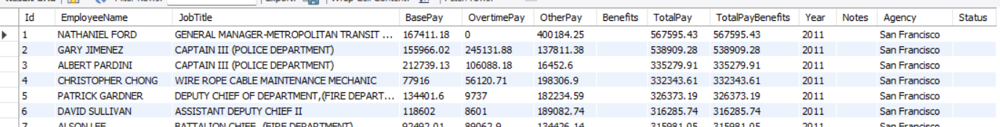 Id EmployeeName JobTitle BasePay OvertimePay OtherPay Benefits TotalPay TotalPayBenefits Year Notes Agency Status
1 NATHANIEL FORD GENERAL MANAGER-METROPOLITAN TRANSIT ... 167411.18 0 400184.25 567595.43 567595.43 2011 San Francisco
2 GARY JIMENEZ CAPTAIN III (POLICE DEPARTMENT) 155966.02 245131.88 137811.38 538909.28 538909.28 2011 San Francisco
3 ALBERT PARDINI CAPTAIN III (POLICE DEPARTMENT) 212739.13 106088.18 16452.6 335279.91 335279.91 2011 San Francisco
4 CHRISTOPHER CHONG WIRE ROPE CABLE MAINTENANCE MECHANIC 77916 56120.71 198306.9 332343.61 332343.61 2011 San Francisco
5 PATRICK GARDNER DEPUTY CHIEF OF DEPARTMENT,(FIRE DEPART... 134401.6 9737 182234.59 326373.19 326373.19 2011 San Francisco
6 DAVID SULLIVAN ASSISTANT DEPUTY CHIEF II 118602 8601 189082.74 316285.74 316285.74 2011 San Francisco
7 ALSON LEE BATTALION CHIEF, (FIRE DEPARTMENT) 92492.01 89062.9 134426.14 315981.05 315981.05 2011 San Francisco